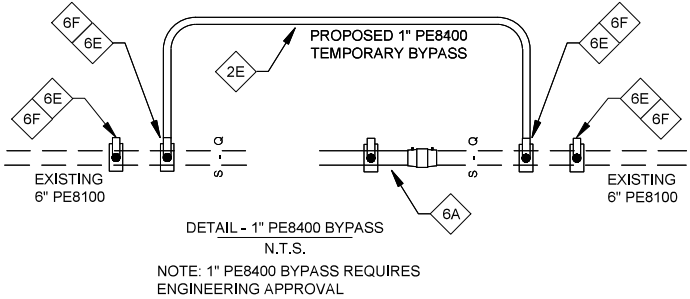 6F
6E
PROPOSED 1" PE8400
TEMPORARY BYPASS
2E
6F
6E
6E
6F
6E
6F
S - Q
S - Q
EXISTING
6" PE8100
EXISTING
6" PE8100
6A
DETAIL - 1" PE8400 BYPASS
N.T.S.
NOTE: 1" PE8400 BYPASS REQUIRES
ENGINEERING APPROVAL